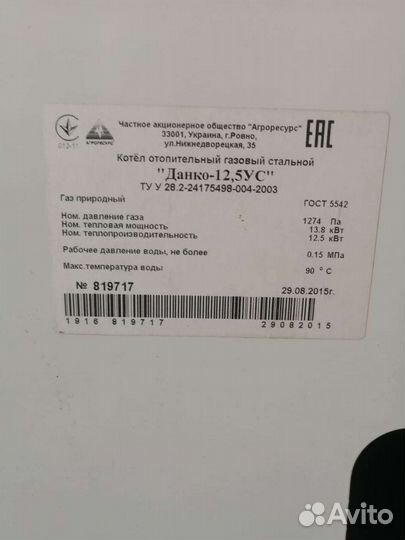 Частное акционерное общество "Агроресурс"
33001, Украина, г.Ровно,
ул.Нижнедворецкая, 35
EAC
012-11
АГРОРЕСУРС
Котёл отопительный газовый стальной
"Данко-12,5УС"
ТУ У 28.2-24175498-004-2003
Газ природный ГОСТ 5542
Ном. давление газа 1274 Па
Ном. тепловая мощность 13.8 кВт
Ном. теплопроизводительность 12.5 кВт
Рабочее давление воды, не более 0.15 МПа
Макс.температура воды 90 °C
№ 819717 29.08.2015г.
1916 819717 29082015
Avito